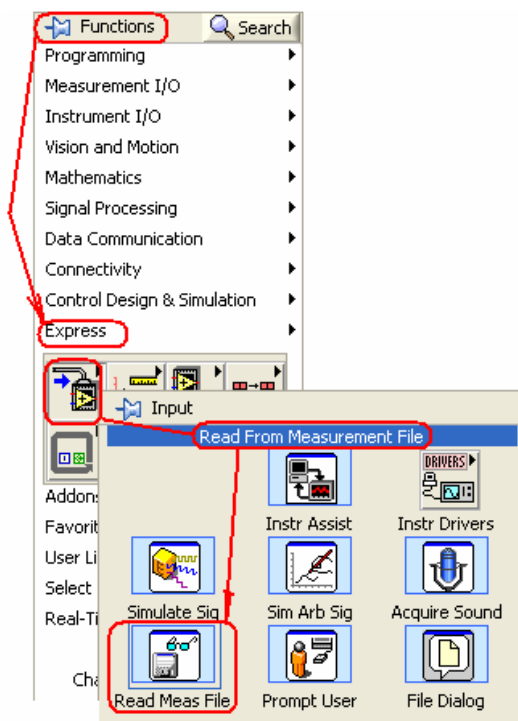 Functions Search
Programming
Measurement I/O
Instrument I/O
Vision and Motion
Mathematics
Signal Processing
Data Communication
Connectivity
Control Design & Simulation
Express
Input
Read From Measurement File
DRIVERS
Instr Assist Instr Drivers
Simulate Sig Sim Arb Sig Acquire Sound
Read Meas File Prompt User File Dialog
Addon
Favorit
User Li
Select
Real-Ti
Cha